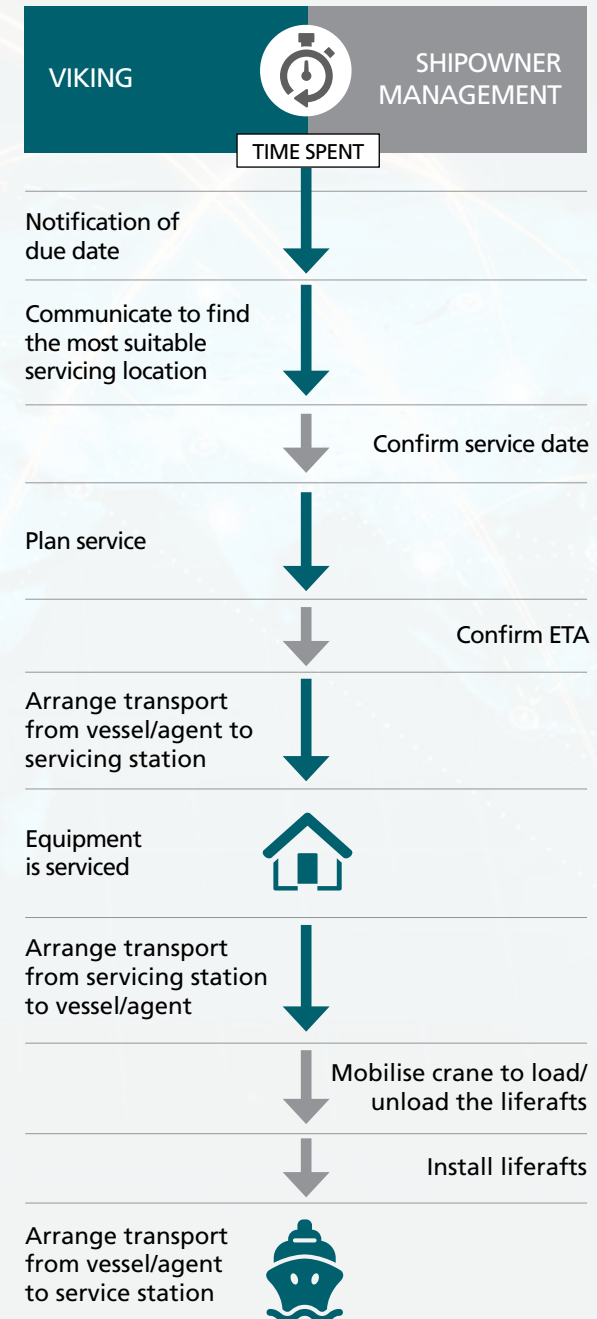 VIKING
SHIPOWNER
MANAGEMENT
TIME SPENT
Notification of
due date
Communicate to find
the most suitable
servicing location
Confirm service date
Plan service
Confirm ETA
Arrange transport
from vessel/agent to
servicing station
Equipment
is serviced
Arrange transport
from servicing station
to vessel/agent
Mobilise crane to load/
unload the liferafts
Install liferafts
Arrange transport
from vessel/agent
to service station